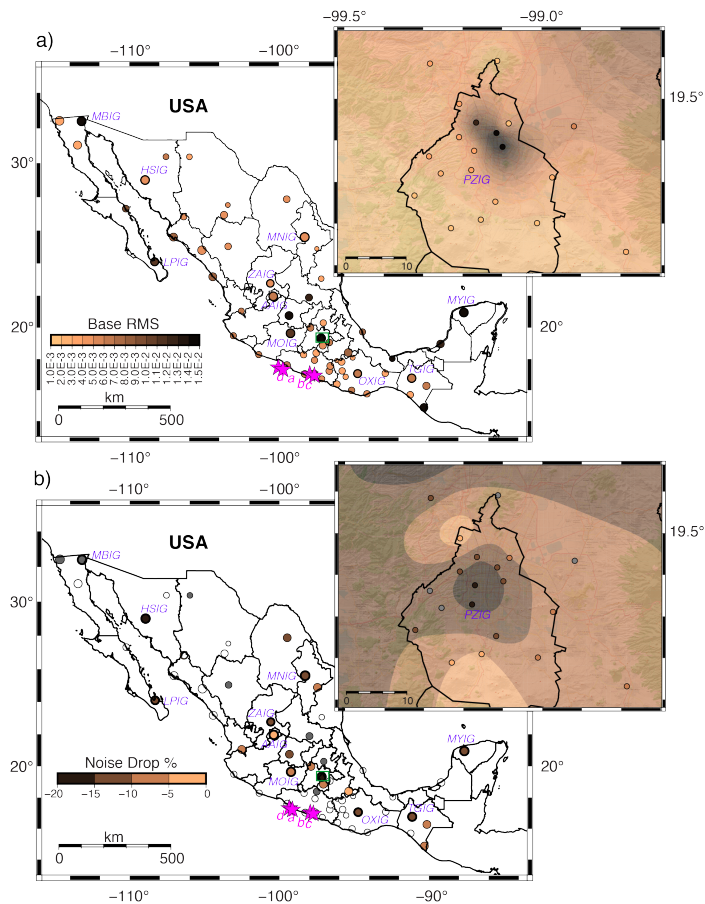 −99.5° −99.0°
a)
−110° −100°
USA
19.5°
MBIG
30°
HSIG
PZIG
MNIG
LPIG
ZAIG
0 10
AAIG
MYIG
20° 20°
Base RMS
MOIG
1.0E-3 2.0E-3 3.0E-3 4.0E-3 5.0E-3 6.0E-3 7.0E-3 8.0E-3 9.0E-3 1.0E-2 1.1E-2 1.2E-2 1.3E-2 1.4E-2 1.5E-2
TGIG
OXIG
d a b c
km
0 500
−110° −100°
b)
−110° −100°
USA
19.5°
MBIG
30°
HSIG
PZIG
MNIG
LPIG
0 10
ZAIG
AAIG
MYIG
20° 20°
Noise Drop %
MOIG
−20 −15 −10 −5 0
TGIG
OXIG
d a b c
km
0 500
−110° −100° −90°